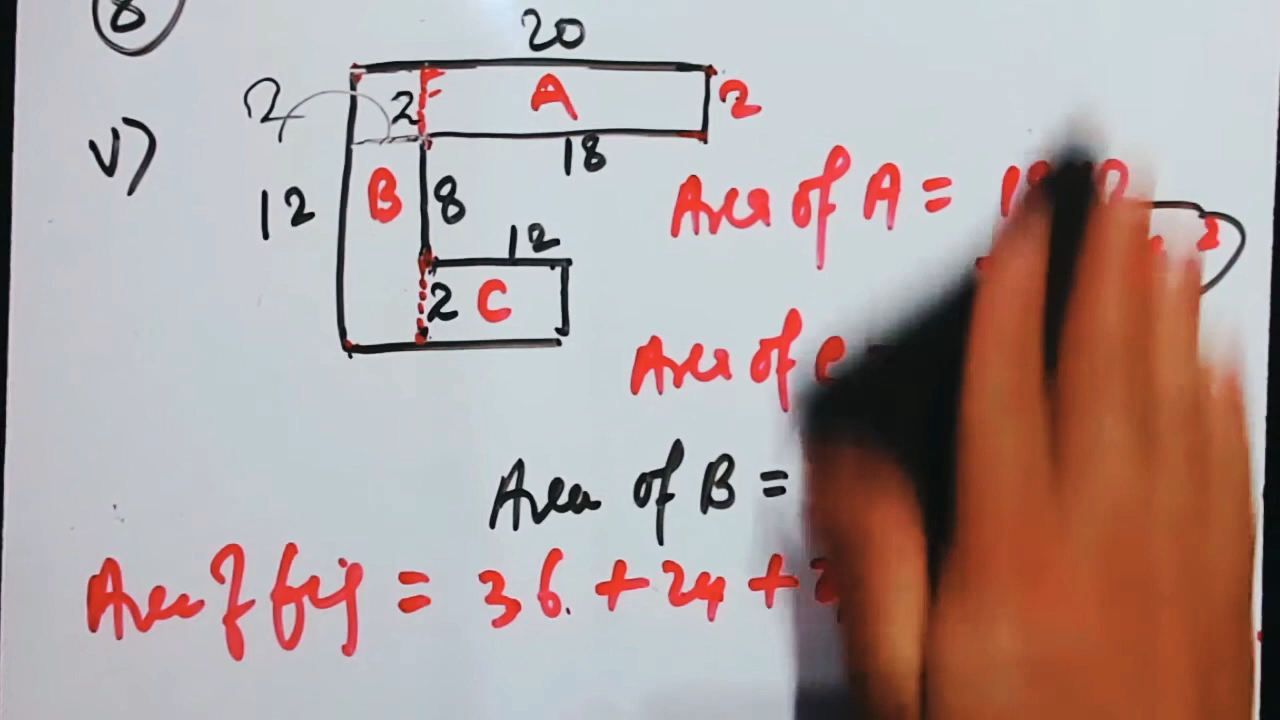 8
20
2 2 A 2
v)
18
12 B 8
12
2 C
Area of A =
Area of
Area of B =
Area of fig = 36. + 24 +